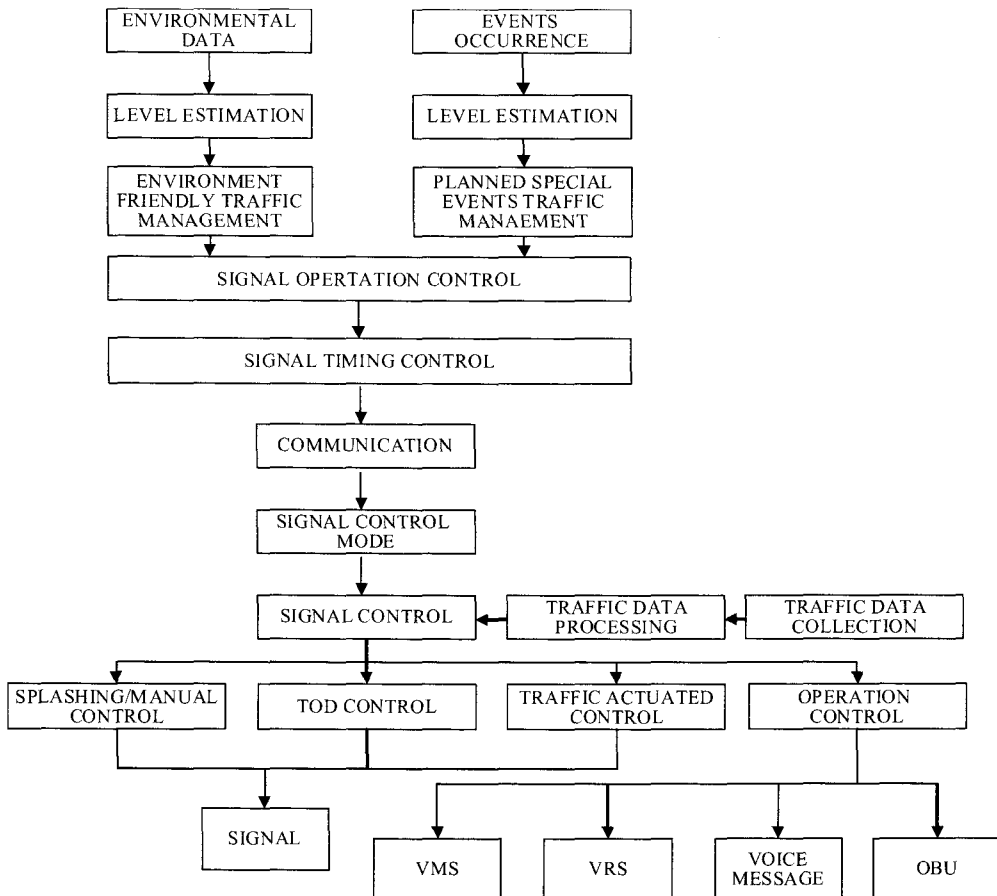 ENVIRONMENTAL
DATA
EVENTS
OCCURRENCE
LEVEL ESTIMATION
LEVEL ESTIMATION
ENVIRONMENT
FRIENDLY TRAFFIC
MANAGEMENT
PLANNED SPECIAL
EVENTS TRAFFIC
MANAEMENT
SIGNAL OPERTATION CONTROL
SIGNAL TIMING CONTROL
COMMUNICATION
SIGNAL CONTROL
MODE
SIGNAL CONTROL
TRAFFIC DATA
PROCESSING
TRAFFIC DATA
COLLECTION
SPLASHING/MANUAL
CONTROL
TOD CONTROL
TRAFFIC ACTUATED
CONTROL
OPERATION
CONTROL
SIGNAL
VMS
VRS
VOICE
MESSAGE
OBU